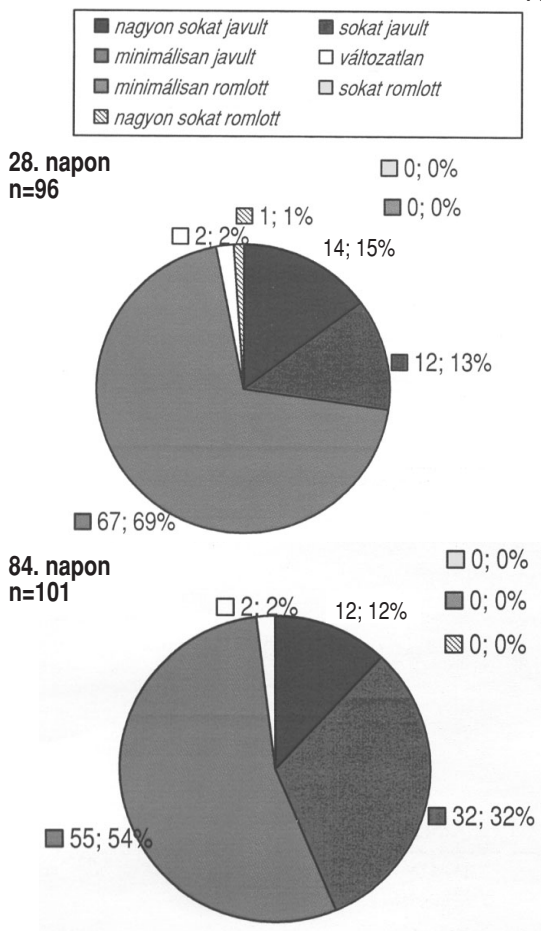 nagyon sokat javult sokat javult
minimálisan javult változatlan
minimálisan romlott sokat romlott
nagyon sokat romlott
28. napon
n=96
0; 0%
0; 0%
1; 1%
2; 2%
14; 15%
12; 13%
67; 69%
84. napon
n=101
0; 0%
0; 0%
0; 0%
2; 2%
12; 12%
32; 32%
55; 54%